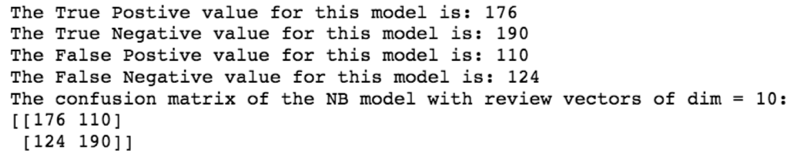 The True Postive value for this model is: 176
The True Negative value for this model is: 190
The False Postive value for this model is: 110
The False Negative value for this model is: 124
The confusion matrix of the NB model with review vectors of dim = 10:
[[176 110]
 [124 190]]